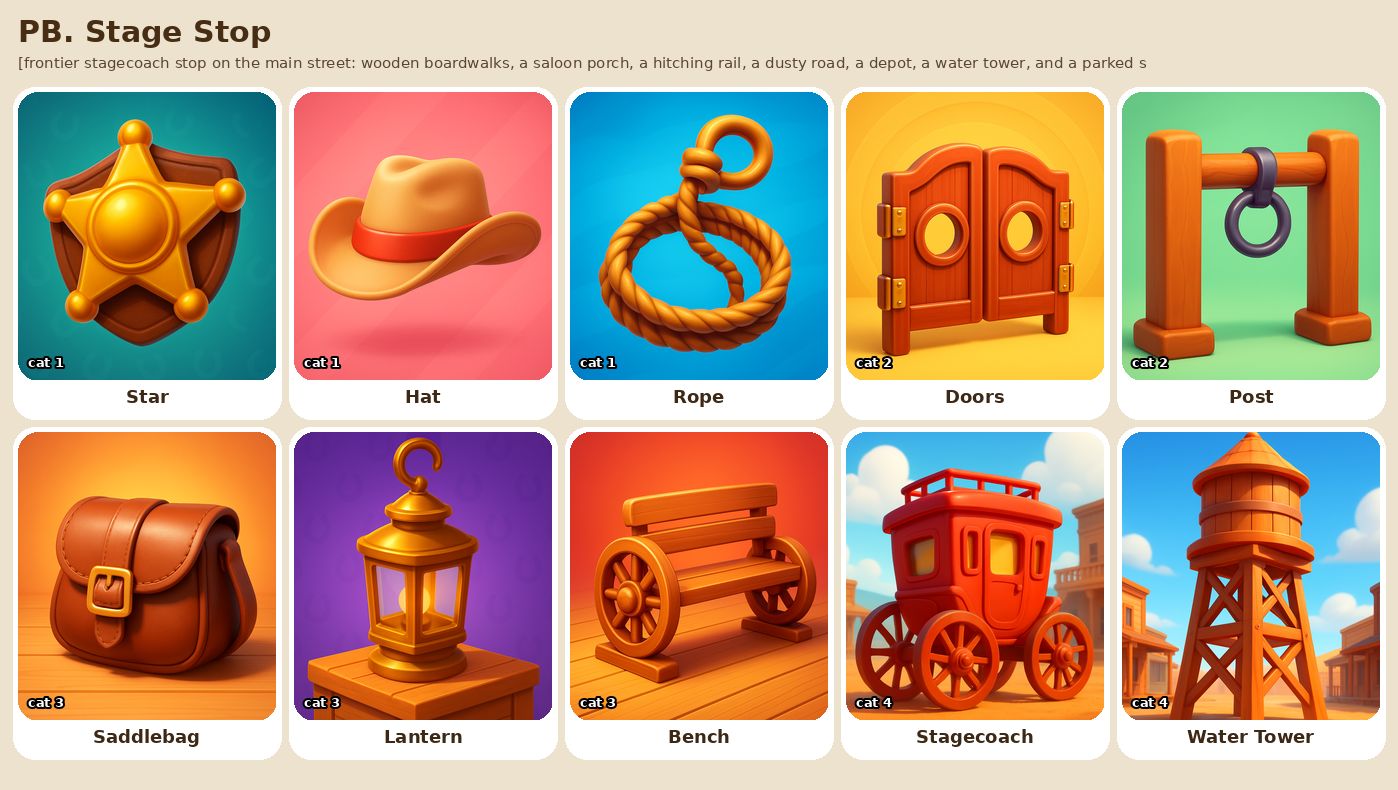 PB. Stage Stop
[frontier stagecoach stop on the main street: wooden boardwalks, a saloon porch, a hitching rail, a dusty road, a depot, a water tower, and a parked s
cat 1
Star
cat 1
Hat
cat 1
Rope
cat 2
Doors
cat 2
Post
cat 3
Saddlebag
cat 3
Lantern
cat 3
Bench
cat 4
Stagecoach
cat 4
Water Tower